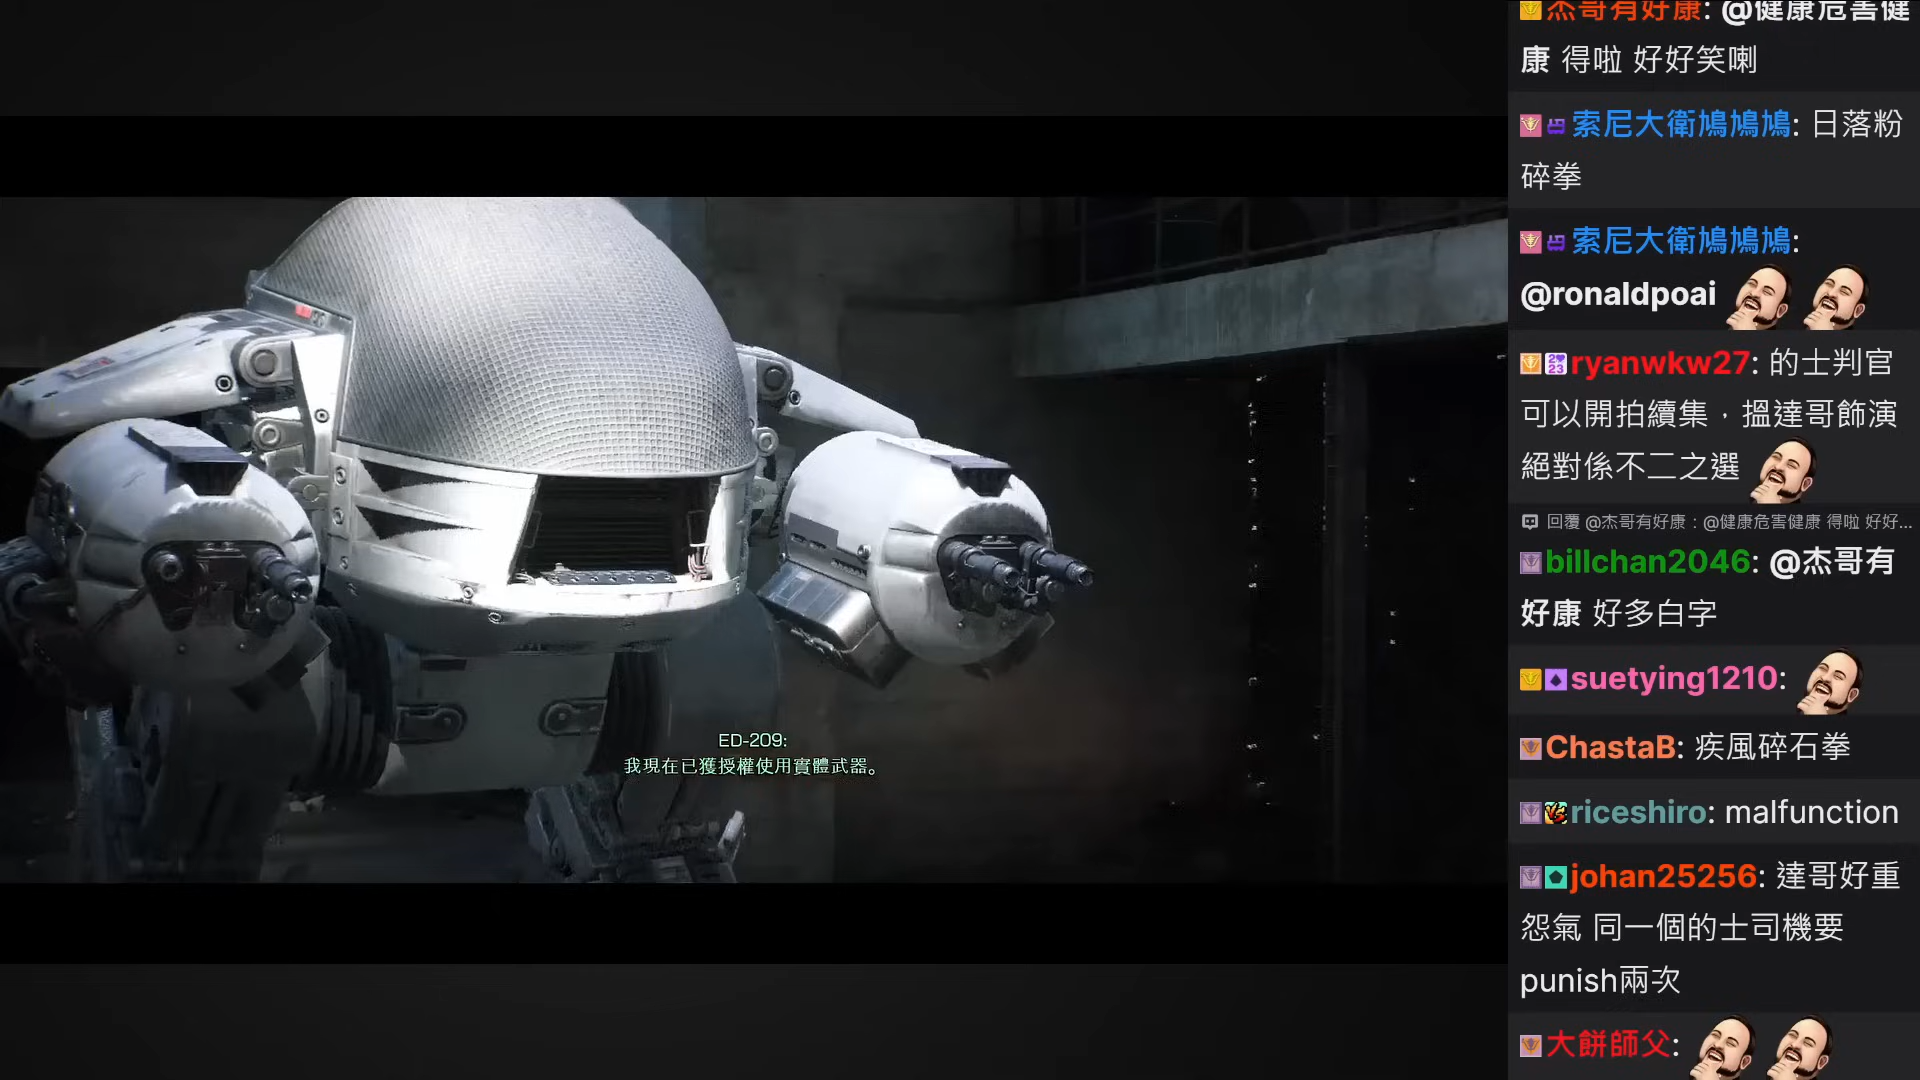 ED-209:
我現在已獲授權使用實體武器。
杰哥有好康: @健康危害健
康 得啦 好好笑喇
索尼大衛鳩鳩鳩: 日落粉
碎拳
索尼大衛鳩鳩鳩:
@ronaldpoai
ryanwkw27: 的士判官
可以開拍續集，搵達哥飾演
絕對係不二之選
回覆 @杰哥有好康：@健康危害健康 得啦 好好...
billchan2046: @杰哥有
好康 好多白字
suetying1210:
ChastaB: 疾風碎石拳
riceshiro: malfunction
johan25256: 達哥好重
怨氣 同一個的士司機要
punish兩次
大餅師父: